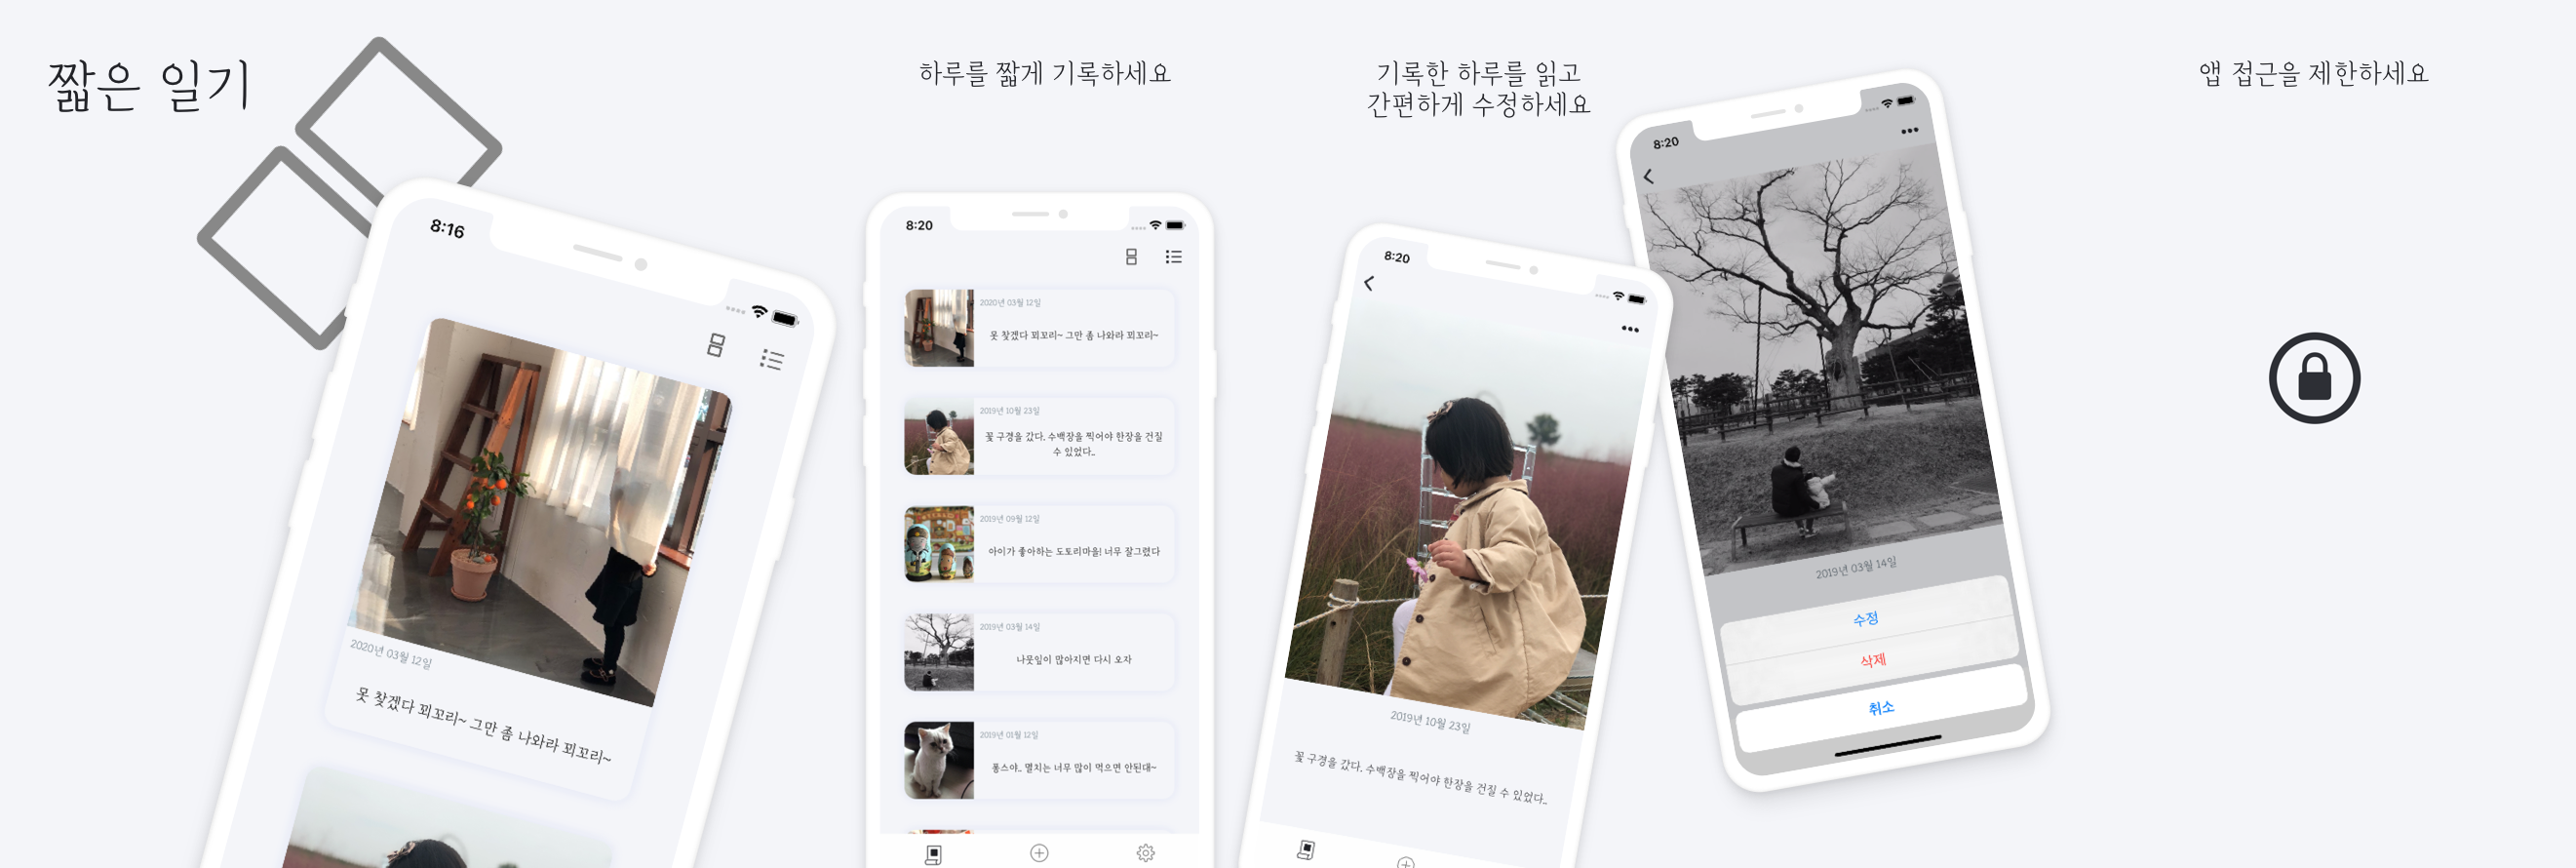 짧은 일기
8:16
2020년 03월 12일
못 찾겠다 꾀꼬리~ 그만 좀 나와라 꾀꼬리~
하루를 짧게 기록하세요
8:20
2020년 03월 12일
못 찾겠다 꾀꼬리~ 그만 좀 나와라 꾀꼬리~
2019년 10월 23일
꽃 구경을 갔다. 수백장을 찍어야 한장을 건질
수 있었다..
2019년 09월 12일
아이가 좋아하는 도토리마을! 너무 잘그렸다
2019년 03월 14일
나뭇잎이 많아지면 다시 오자
2019년 01월 12일
퐁스야.. 멸치는 너무 많이 먹으면 안된대~
기록한 하루를 읽고
간편하게 수정하세요
8:20
2019년 10월 23일
꽃 구경을 갔다. 수백장을 찍어야 한장을 건질 수 있었다..
8:20
2019년 03월 14일
수정
삭제
취소
앱 접근을 제한하세요